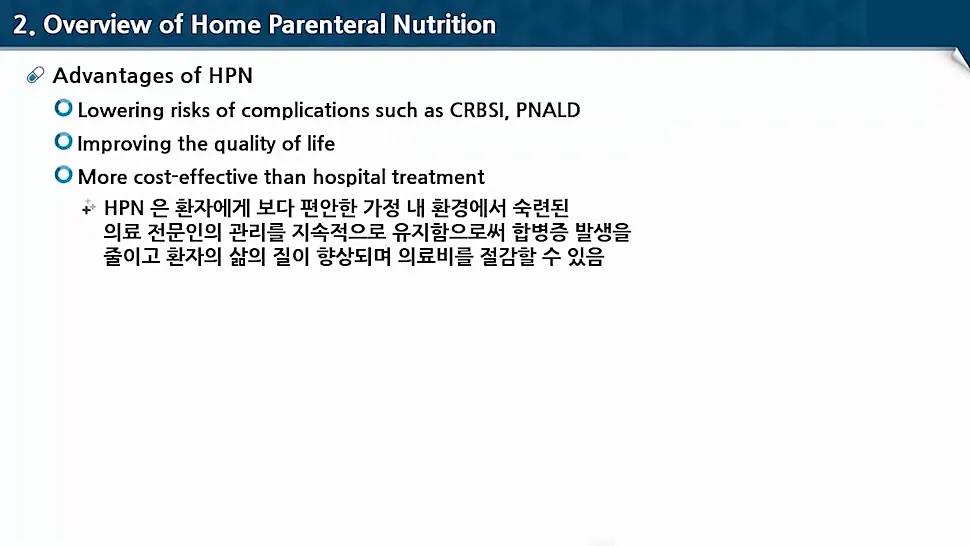 2. Overview of Home Parenteral Nutrition
Advantages of HPN
Lowering risks of complications such as CRBSI, PNALD
Improving the quality of life
More cost-effective than hospital treatment
HPN 은 환자에게 보다 편안한 가정 내 환경에서 숙련된
의료 전문인의 관리를 지속적으로 유지함으로써 합병증 발생을
줄이고 환자의 삶의 질이 향상되며 의료비를 절감할 수 있음